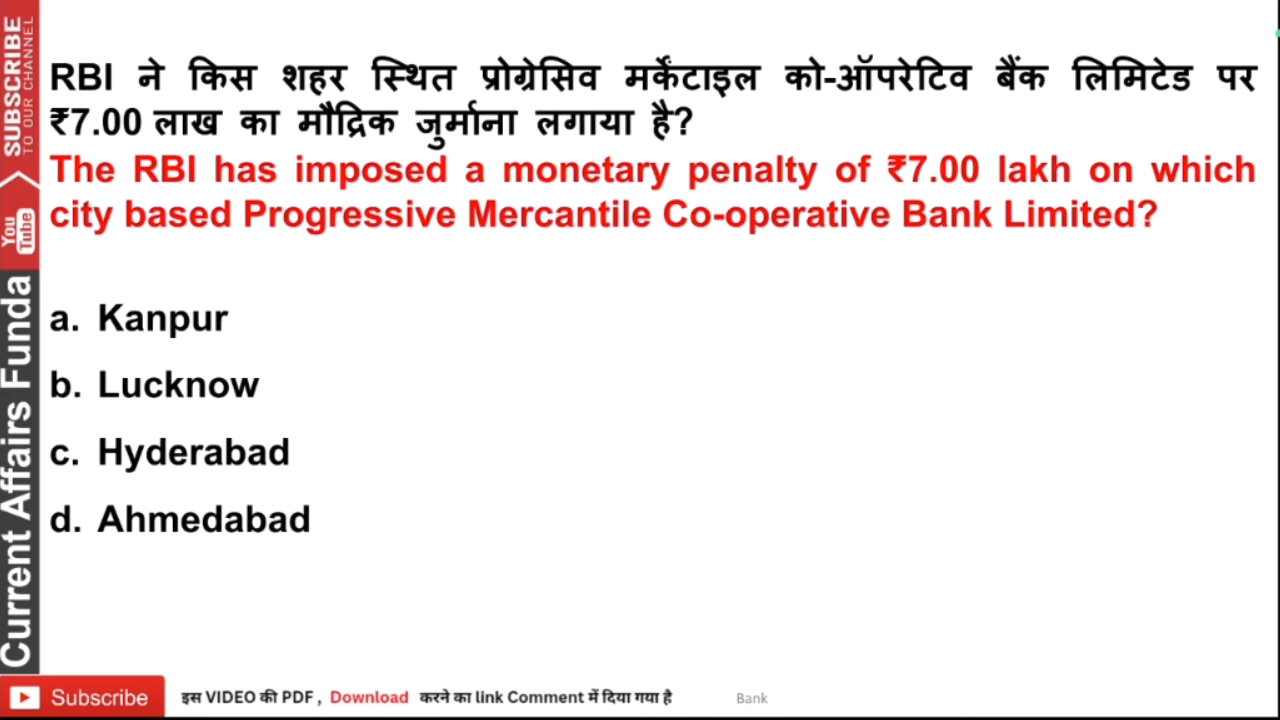 RBI ने किस शहर स्थित प्रोग्रेसिव मर्केंटाइल को-ऑपरेटिव बैंक लिमिटेड पर
₹7.00 लाख का मौद्रिक जुर्माना लगाया है?
The RBI has imposed a monetary penalty of ₹7.00 lakh on which
city based Progressive Mercantile Co-operative Bank Limited?
a. Kanpur
b. Lucknow
c. Hyderabad
d. Ahmedabad
SUBSCRIBE
TO OUR CHANNEL
You
Tube
Current Affairs Funda
Subscribe
इस VIDEO की PDF , Download करने का link Comment में दिया गया है
Bank